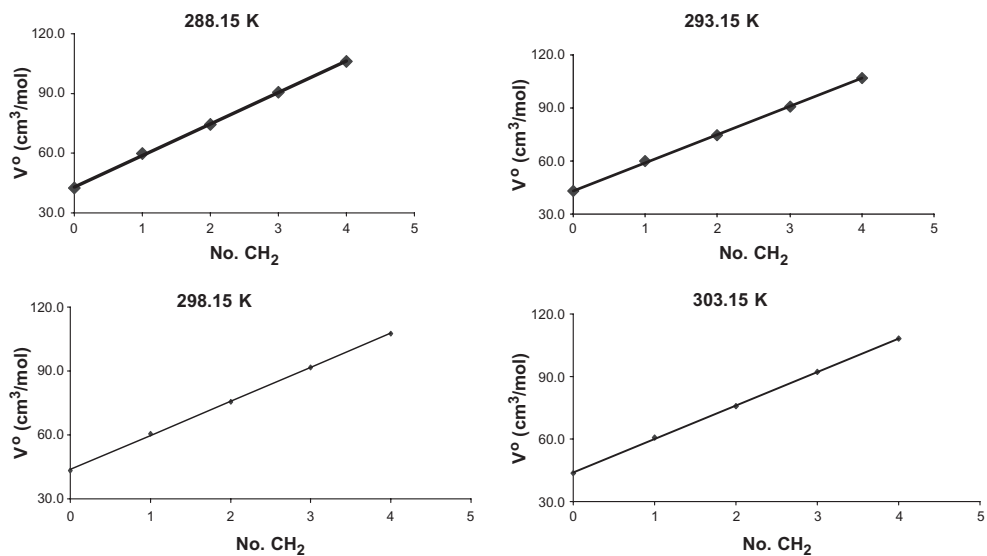 288.15 K
120.0
90.0
60.0
30.0
0 1 2 3 4 5
V° (cm³/mol)
No. CH₂
293.15 K
120.0
90.0
60.0
30.0
0 1 2 3 4 5
V° (cm³/mol)
No. CH₂
298.15 K
120.0
90.0
60.0
30.0
0 1 2 3 4 5
V° (cm³/mol)
No. CH₂
303.15 K
120.0
90.0
60.0
30.0
0 1 2 3 4 5
V° (cm³/mol)
No. CH₂